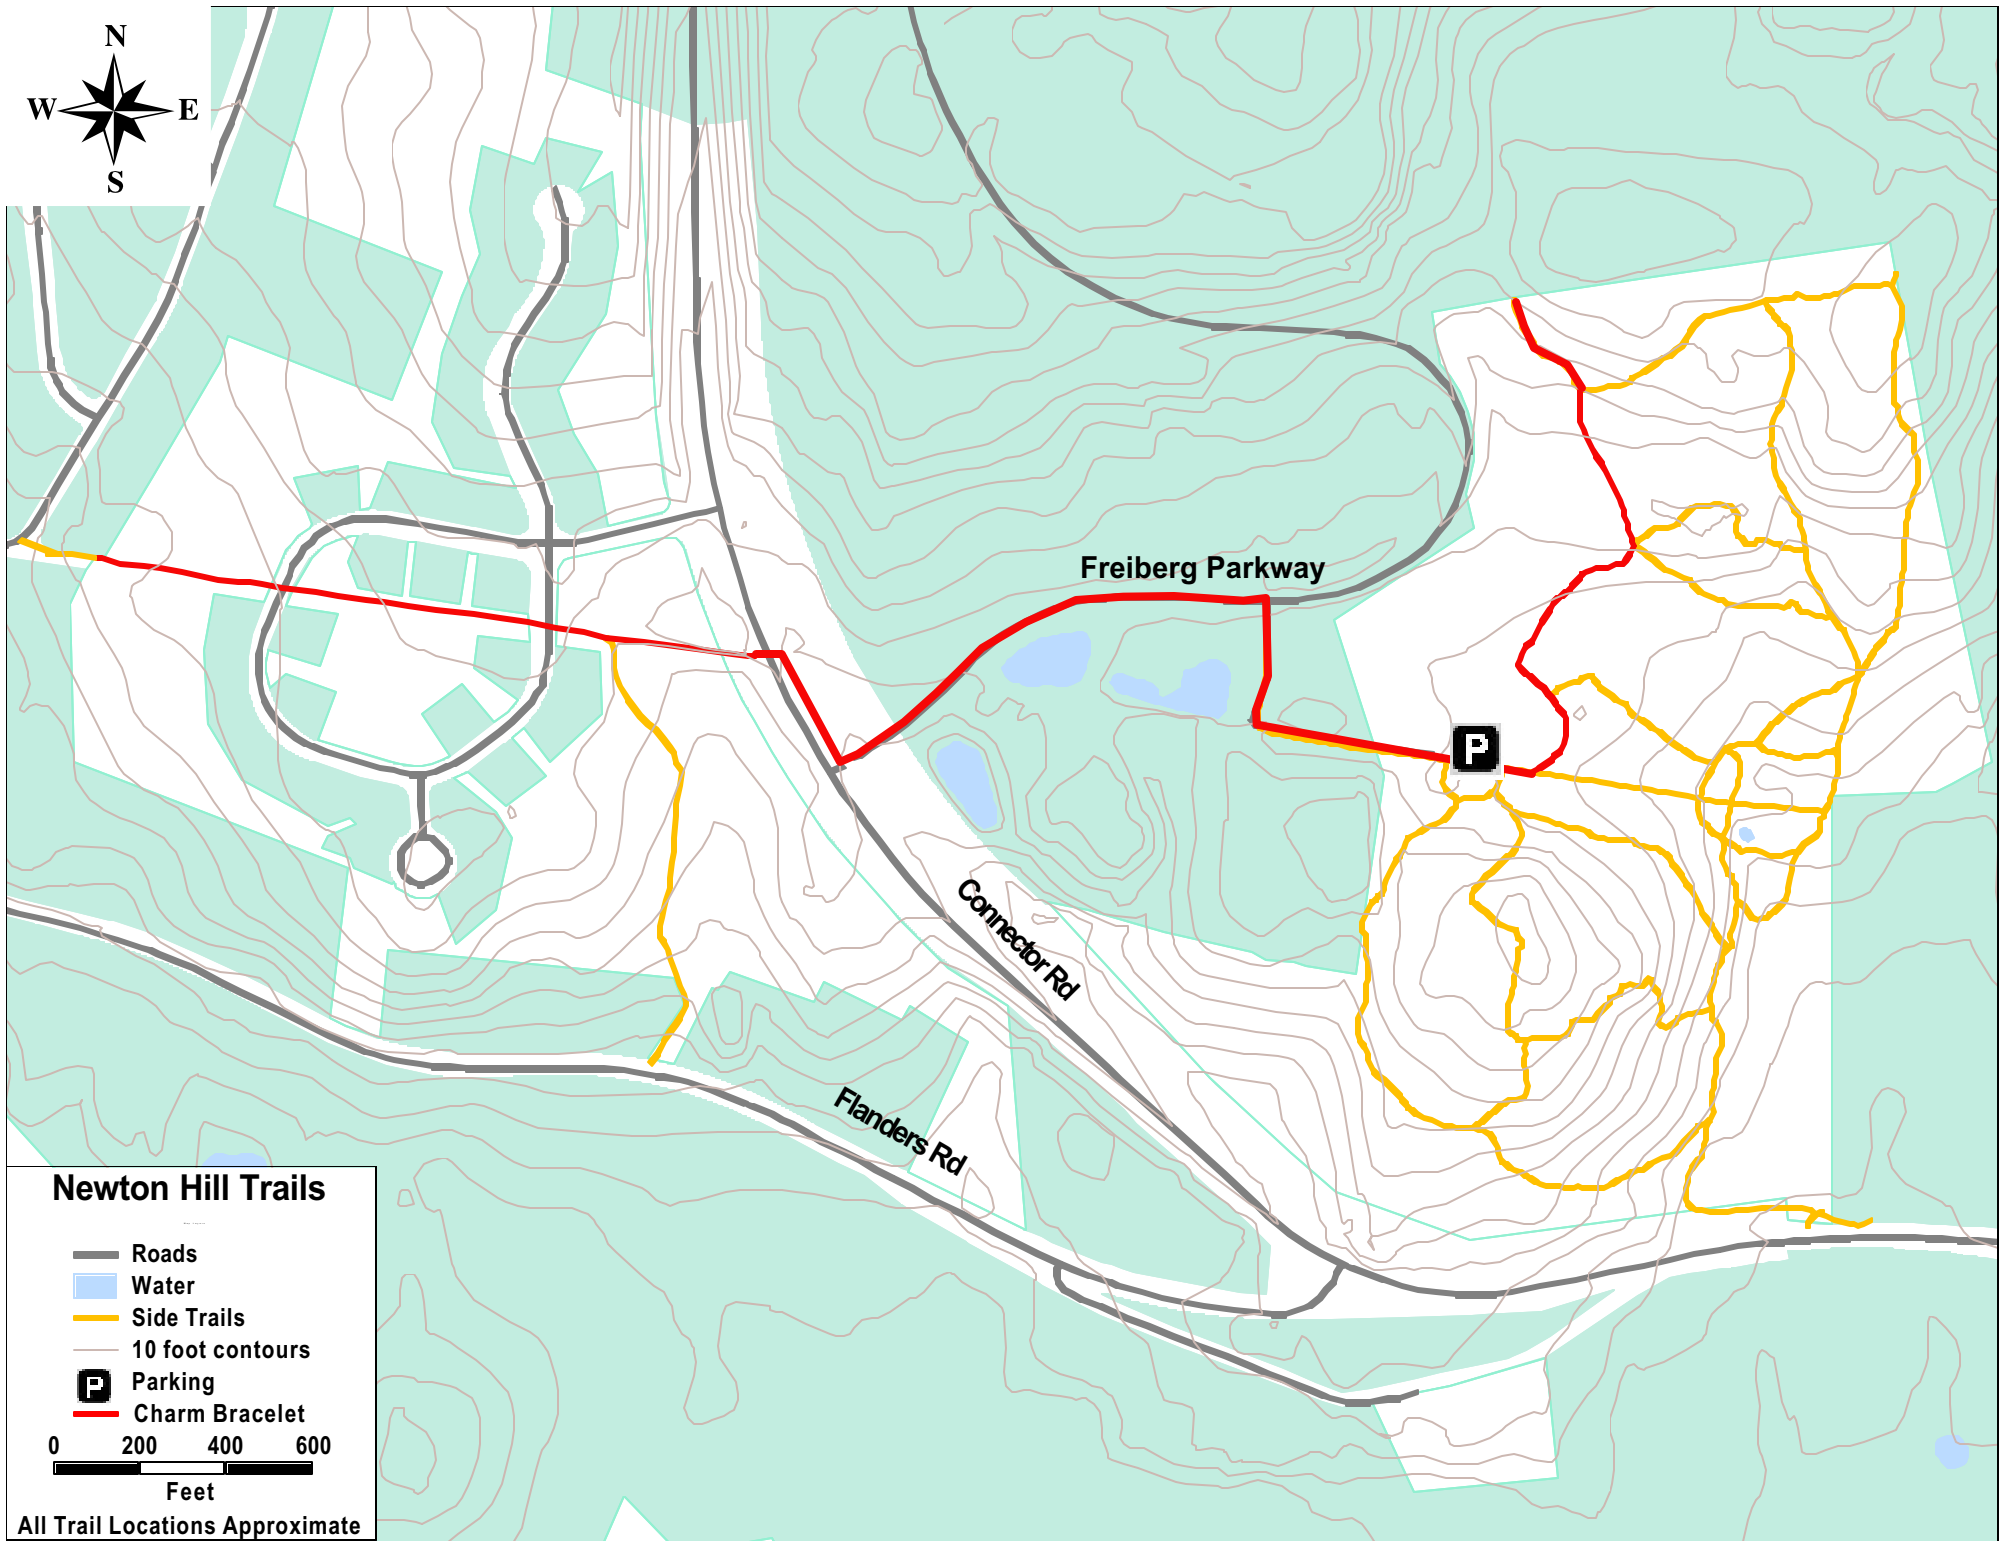 N
W E
S
Freiberg Parkway
Connector Rd
Flanders Rd
P
Newton Hill Trails
Roads
Water
Side Trails
10 foot contours
P Parking
Charm Bracelet
0 200 400 600
Feet
All Trail Locations Approximate